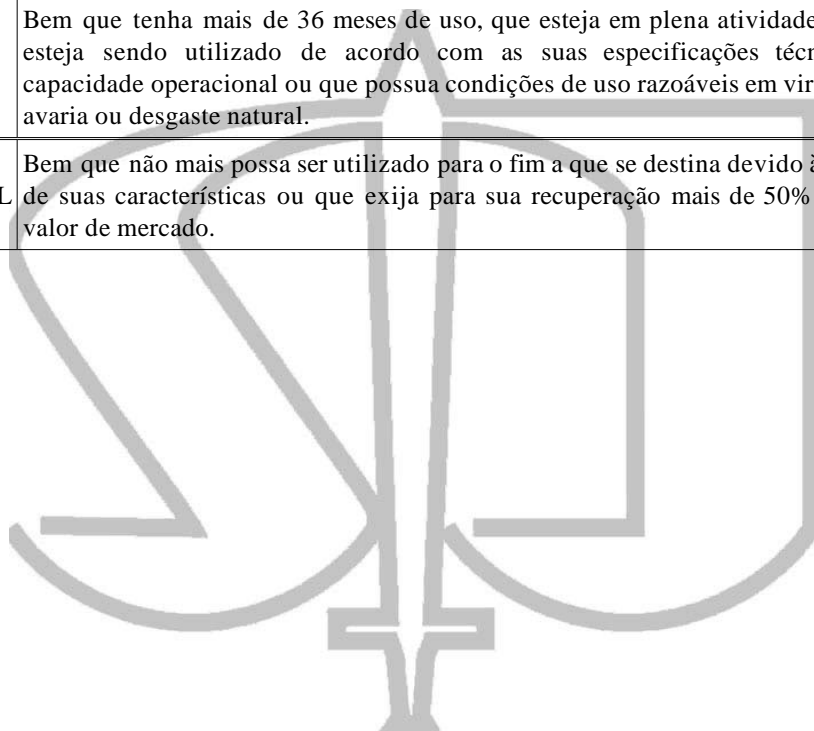 Bem que tenha mais de 36 meses de uso, que esteja em plena atividade
esteja sendo utilizado de acordo com as suas especificações
capacidade operacional ou que possua condições de uso razoáveis em
avaria ou desgaste natural.
Bem que não mais possa ser utilizado para o fim a que se destina devido
L de suas características ou que exija para sua recuperação mais de 50%
valor de mercado.